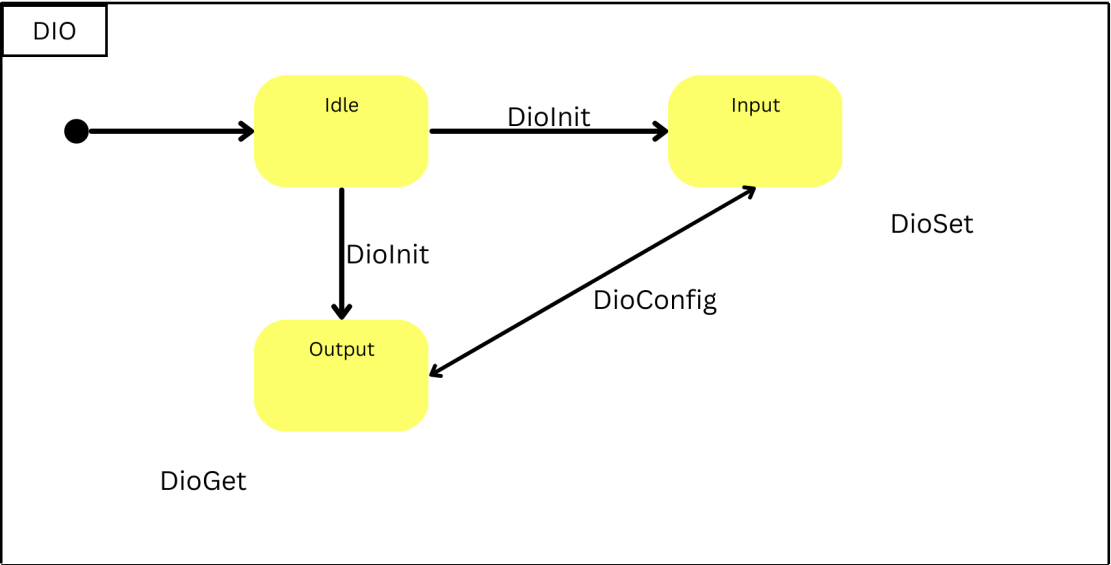 DIO
Idle
DioInit
Input
DioSet
DioInit
DioConfig
Output
DioGet